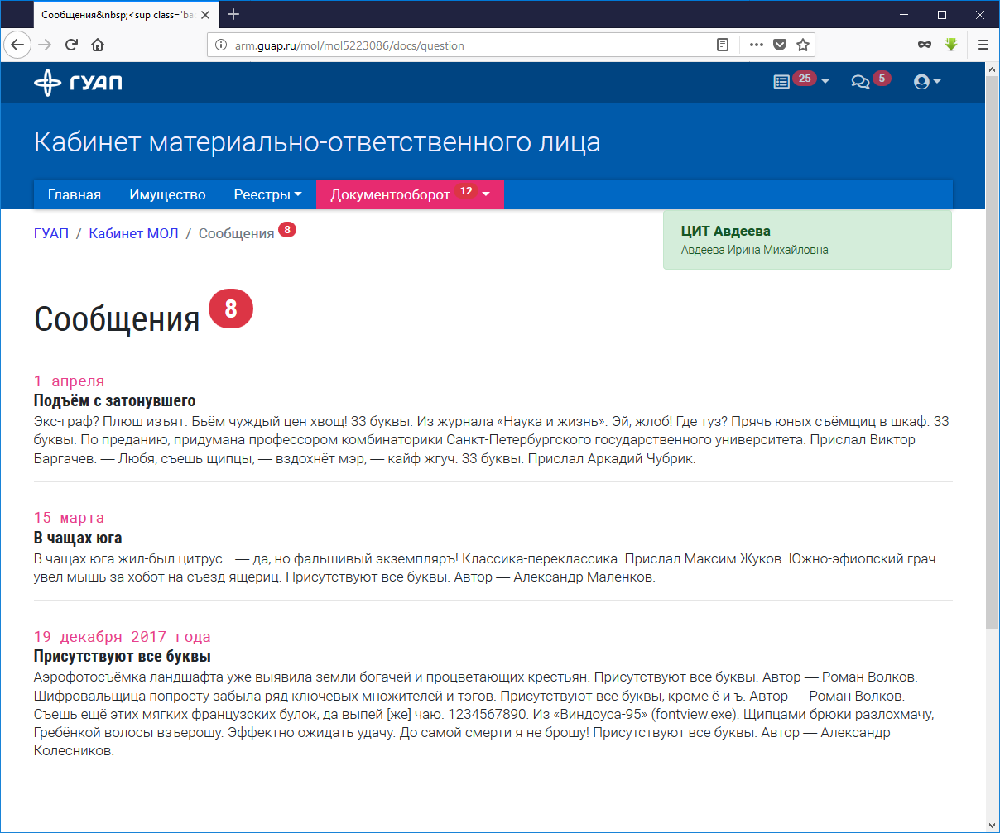 Сообщения&nbsp;<sup class='ba
arm.guap.ru/mol/mol5223086/docs/question
ГУАП
25
5
Кабинет материально-ответственного лица
Главная Имущество Реестры Документооборот 12
ГУАП / Кабинет МОЛ / Сообщения 8
ЦИТ Авдеева
Авдеева Ирина Михайловна
Сообщения 8
1 апреля
Подъём с затонувшего
Экс-граф? Плюш изъят. Бьём чуждый цен хвощ! 33 буквы. Из журнала «Наука и жизнь». Эй, жлоб! Где туз? Прячь юных съёмщиц в шкаф. 33
буквы. По преданию, придумана профессором комбинаторики Санкт-Петербургского государственного университета. Прислал Виктор
Баргачев. — Любя, съешь щипцы, — вздохнёт мэр, — кайф жгуч. 33 буквы. Прислал Аркадий Чубрик.
15 марта
В чащах юга
В чащах юга жил-был цитрус... — да, но фальшивый экземпляръ! Классика-переклассика. Прислал Максим Жуков. Южно-эфиопский грач
увёл мышь за хобот на съезд ящериц. Присутствуют все буквы. Автор — Александр Маленков.
19 декабря 2017 года
Присутствуют все буквы
Аэрофотосъёмка ландшафта уже выявила земли богачей и процветающих крестьян. Присутствуют все буквы. Автор — Роман Волков.
Шифровальщица попросту забыла ряд ключевых множителей и тэгов. Присутствуют все буквы, кроме ё и ъ. Автор — Роман Волков.
Съешь ещё этих мягких французских булок, да выпей [же] чаю. 1234567890. Из «Виндоуса-95» (fontview.exe). Щипцами брюки разлохмачу,
Гребёнкой волосы взъерошу. Эффектно ожидать удачу. До самой смерти я не брошу! Присутствуют все буквы. Автор — Александр
Колесников.